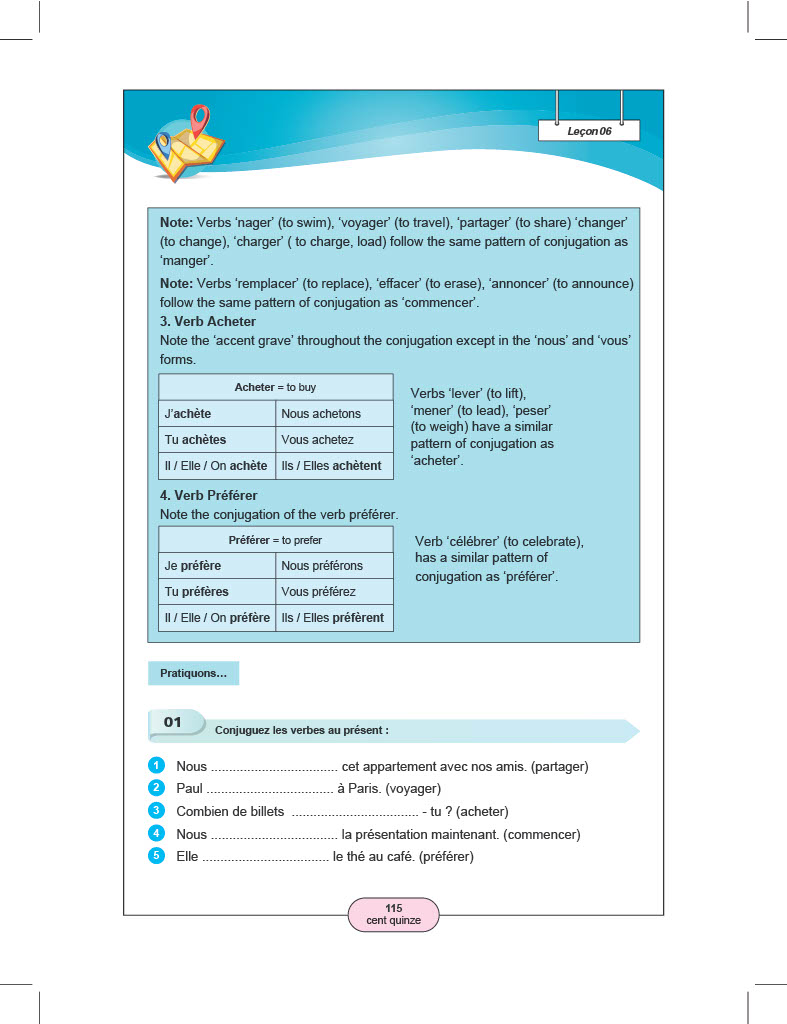 Leçon 06
Note: Verbs ‘nager’ (to swim), ‘voyager’ (to travel), ‘partager’ (to share) ‘changer’
(to change), ‘charger’ ( to charge, load) follow the same pattern of conjugation as
‘manger’.
Note: Verbs ‘remplacer’ (to replace), ‘effacer’ (to erase), ‘annoncer’ (to announce)
follow the same pattern of conjugation as ‘commencer’.
3. Verb Acheter
Note the ‘accent grave’ throughout the conjugation except in the ‘nous’ and ‘vous’
forms.
Acheter = to buy
J’achète Nous achetons
Tu achètes Vous achetez
Il / Elle / On achète Ils / Elles achètent
Verbs ‘lever’ (to lift),
‘mener’ (to lead), ‘peser’
(to weigh) have a similar
pattern of conjugation as
‘acheter’.
4. Verb Préférer
Note the conjugation of the verb préférer.
Préférer = to prefer
Je préfère Nous préférons
Tu préfères Vous préférez
Il / Elle / On préfère Ils / Elles préfèrent
Verb ‘célébrer’ (to celebrate),
has a similar pattern of
conjugation as ‘préférer’.
Pratiquons…
01 Conjuguez les verbes au présent :
1 Nous ................................... cet appartement avec nos amis. (partager)
2 Paul ................................... à Paris. (voyager)
3 Combien de billets ................................... - tu ? (acheter)
4 Nous ................................... la présentation maintenant. (commencer)
5 Elle ................................... le thé au café. (préférer)
115
cent quinze